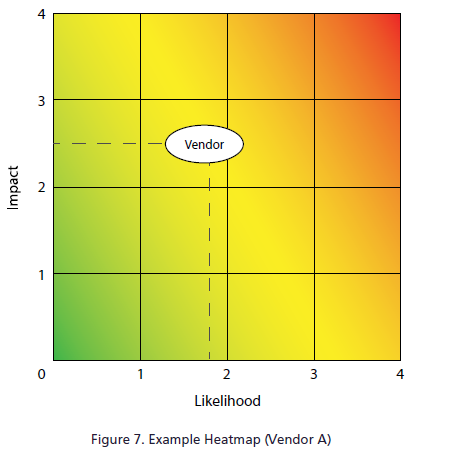 4
3
Vendor
Impact
2
1
0 1 2 3 4
Likelihood
Figure 7. Example Heatmap (Vendor A)